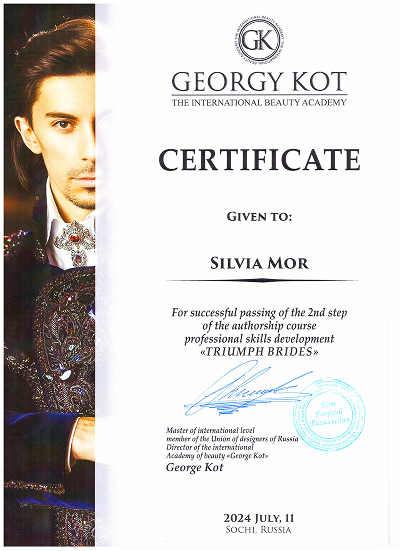 GK
GEORGY KOT
THE INTERNATIONAL BEAUTY ACADEMY
CERTIFICATE
GIVEN TO:
SILVIA MOR
For successful passing of the 2nd step
of the authorship course
professional skills development
«TRIUMPH BRIDES»
Master of international level
member of the Union of designers of Russia
Director of the international
Academy of beauty «George Kot»
George Kot
Кот
Георгий
Васильевич
2024 JULY, 11
SOCHI, RUSSIA